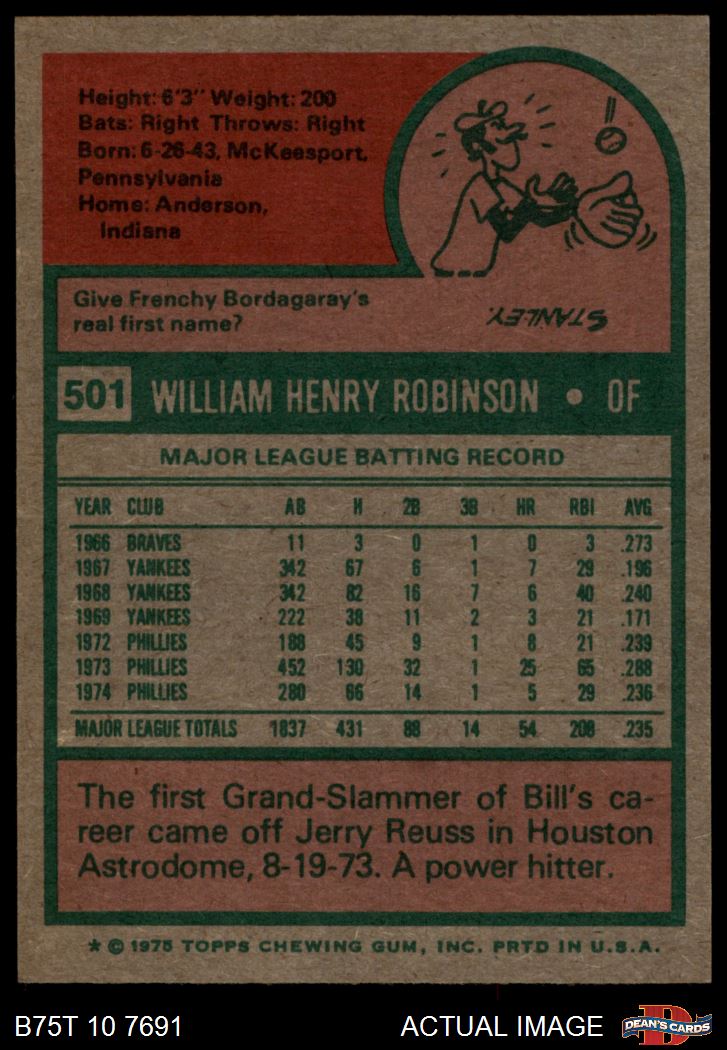 Height: 6'3" Weight: 200
Bats: Right Throws: Right
Born: 6-26-43, McKeesport,
Pennsylvania
Home: Anderson,
Indiana
Give Frenchy Bordagaray's
real first name?
STANLEY.
501 WILLIAM HENRY ROBINSON • OF
MAJOR LEAGUE BATTING RECORD
YEAR CLUB AB H 2B 3B HR RBI AVG
1966 BRAVES 11 3 0 1 0 3 .273
1967 YANKEES 342 67 6 1 7 29 .196
1968 YANKEES 342 82 16 7 6 40 .240
1969 YANKEES 222 38 11 2 3 21 .171
1972 PHILLIES 188 45 9 1 8 21 .239
1973 PHILLIES 452 130 32 1 25 65 .288
1974 PHILLIES 280 66 14 1 5 29 .236
MAJOR LEAGUE TOTALS 1837 431 88 14 54 208 .235
The first Grand-Slammer of Bill's ca-
reer came off Jerry Reuss in Houston
Astrodome, 8-19-73. A power hitter.
* © 1975 TOPPS CHEWING GUM, INC. PRTD IN U.S.A.
B75T 10 7691 ACTUAL IMAGE
D DEAN'S CARDS